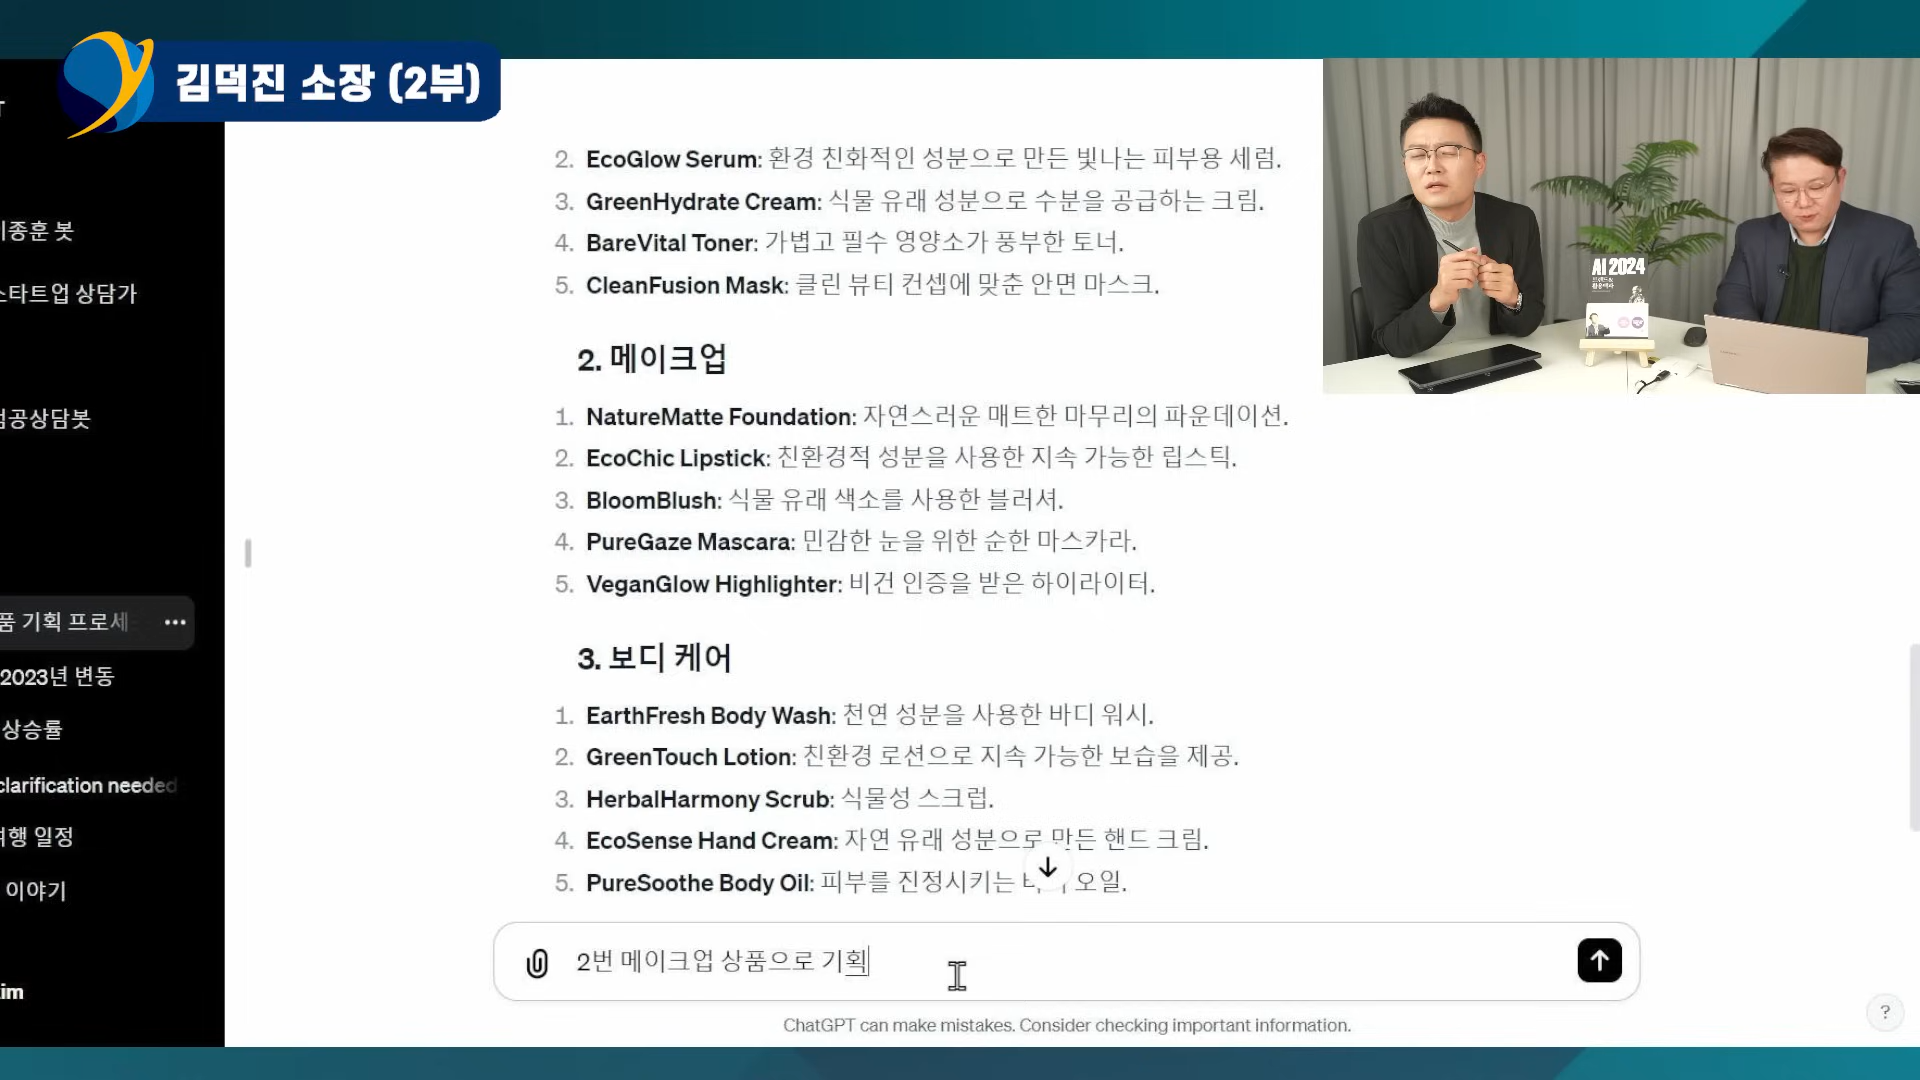 김덕진 소장 (2부)
T
이종훈 봇
스타트업 상담가
점공상담봇
품 기획 프로세
2023년 변동
상승률
clarification needed
여행 일정
이야기
im
2. EcoGlow Serum: 환경 친화적인 성분으로 만든 빛나는 피부용 세럼.
3. GreenHydrate Cream: 식물 유래 성분으로 수분을 공급하는 크림.
4. BareVital Toner: 가볍고 필수 영양소가 풍부한 토너.
5. CleanFusion Mask: 클린 뷰티 컨셉에 맞춘 안면 마스크.
2. 메이크업
1. NatureMatte Foundation: 자연스러운 매트한 마무리의 파운데이션.
2. EcoChic Lipstick: 친환경적 성분을 사용한 지속 가능한 립스틱.
3. BloomBlush: 식물 유래 색소를 사용한 블러셔.
4. PureGaze Mascara: 민감한 눈을 위한 순한 마스카라.
5. VeganGlow Highlighter: 비건 인증을 받은 하이라이터.
3. 보디 케어
1. EarthFresh Body Wash: 천연 성분을 사용한 바디 워시.
2. GreenTouch Lotion: 친환경 로션으로 지속 가능한 보습을 제공.
3. HerbalHarmony Scrub: 식물성 스크럽.
4. EcoSense Hand Cream: 자연 유래 성분으로 만든 핸드 크림.
5. PureSoothe Body Oil: 피부를 진정시키는 오일.
2번 메이크업 상품으로 기획
ChatGPT can make mistakes. Consider checking important information.
?
AI 2024